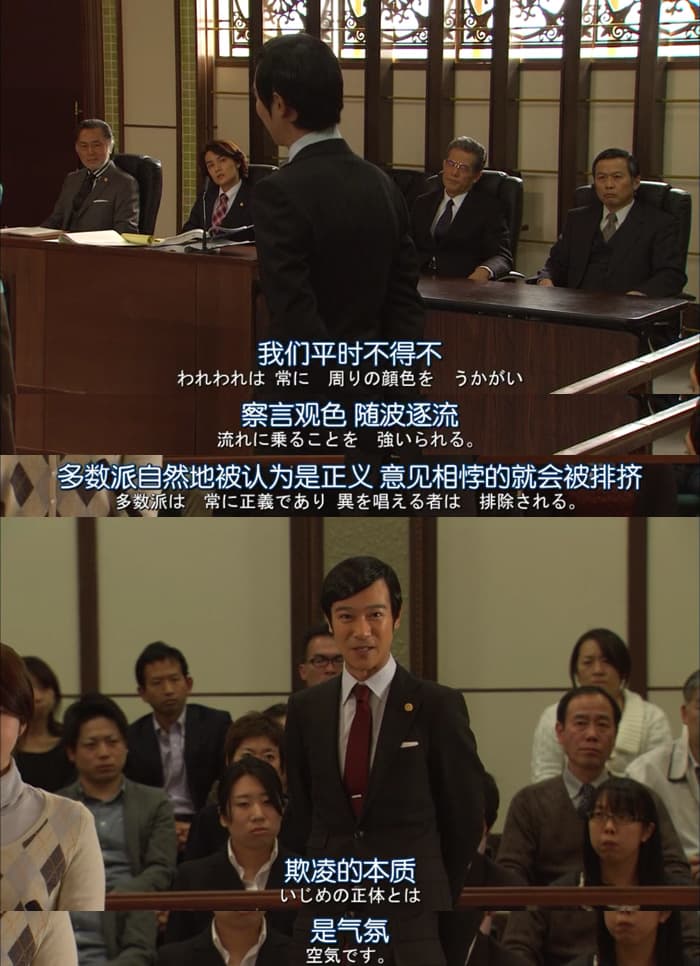 我们平时不得不
われわれは 常に 周りの顔色を うかがい
察言观色 随波逐流
流れに乗ることを 強いられる。
多数派自然地被认为是正义 意见相悖的就会被排挤
多数派は 常に正義であり 異を唱える者は 排除される。
欺凌的本质
いじめの正体とは
是气氛
空気です。